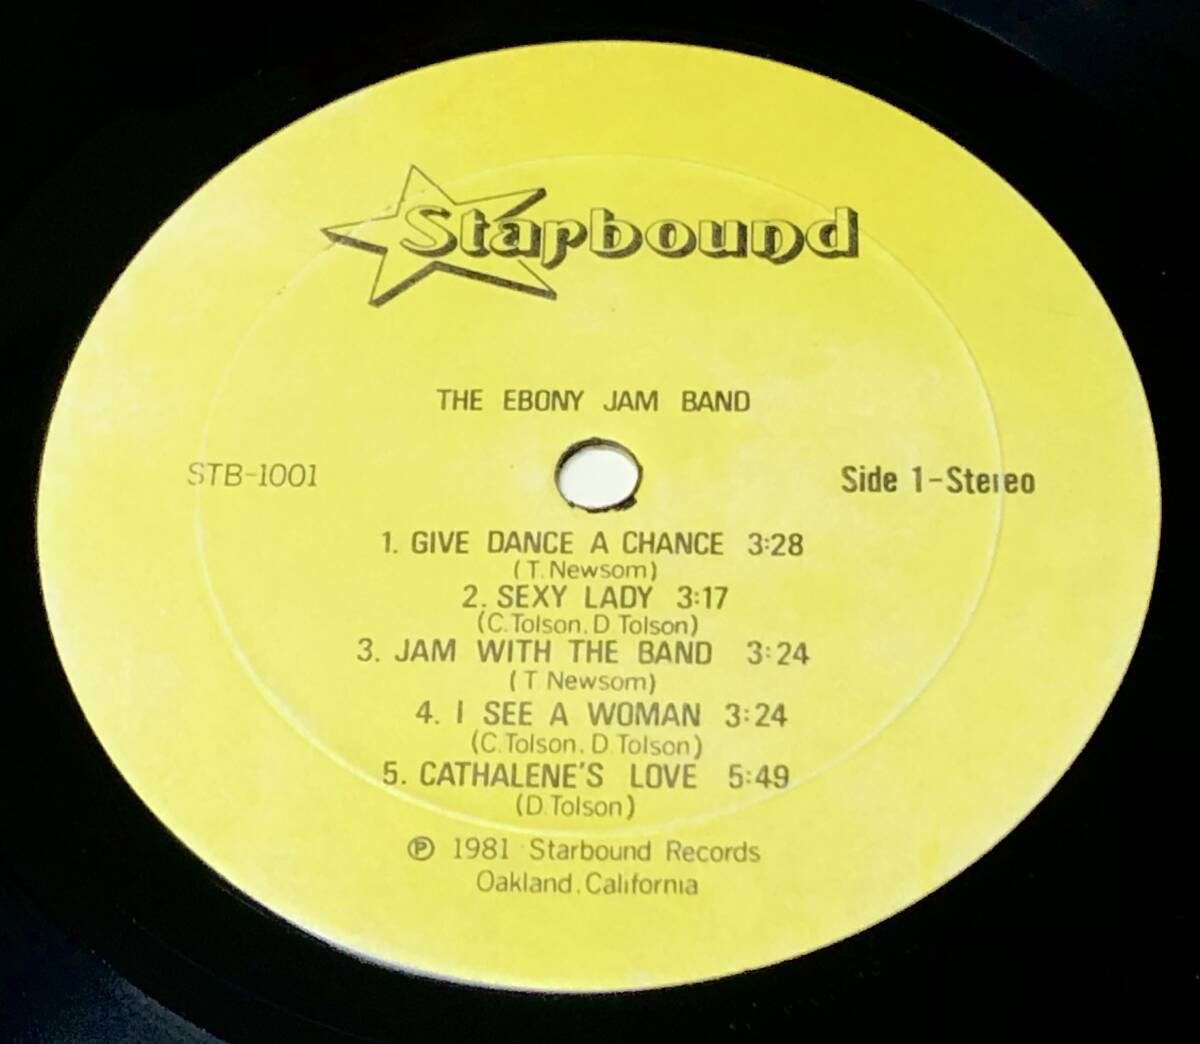 Starbound
THE EBONY JAM BAND
STB-1001
Side 1-Stereo
1. GIVE DANCE A CHANCE 3:28
(T. Newsom)
2. SEXY LADY 3:17
(C. Tolson, D. Tolson)
3. JAM WITH THE BAND 3:24
(T. Newsom)
4. I SEE A WOMAN 3:24
(C. Tolson, D. Tolson)
5. CATHALENE'S LOVE 5:49
(D. Tolson)
℗ 1981 Starbound Records
Oakland, California